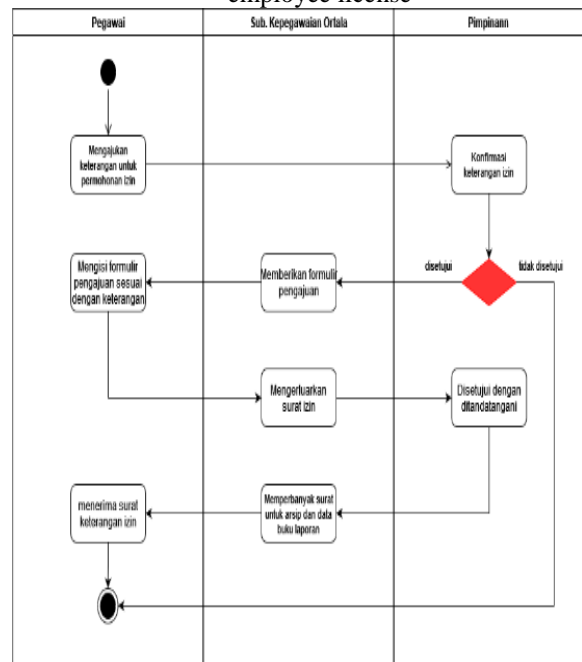 employee license
Pegawai
Sub. Kepegawaian Ortala
Pimpinann
Mengajukan
keterangan untuk
permohonan izin
Konfirmasi
keterangan izin
disetujui
tidak disetujui
Memberikan formulir
pengajuan
Mengisi formulir
pengajuan sesuai
dengan keterangan
Mengerluarkan
surat izin
Disetujui dengan
ditandatangani
Memperbanyak surat
untuk arsip dan data
buku laporan
menerima surat
keterangan izin